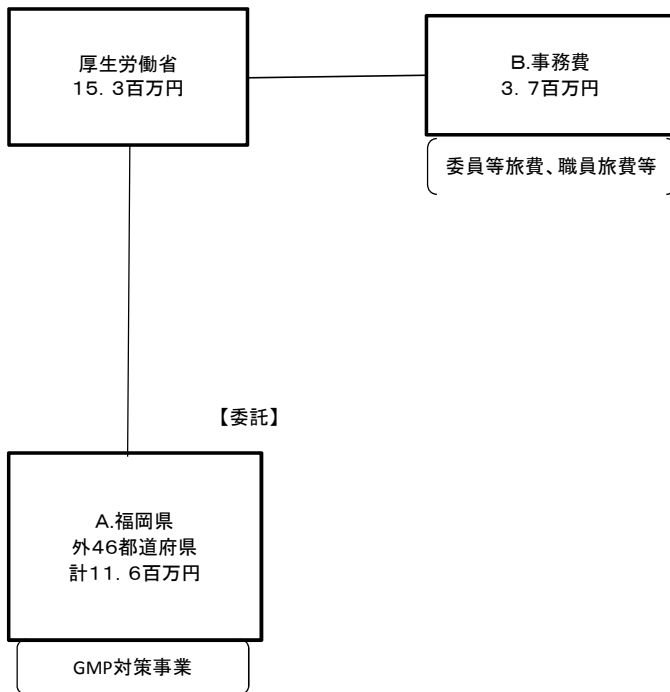 厚生労働省
15．3百万円
B.事務費
3．7百万円
委員等旅費、職員旅費等
【委託】
A.福岡県
外46都道府県
計11．6百万円
GMP対策事業